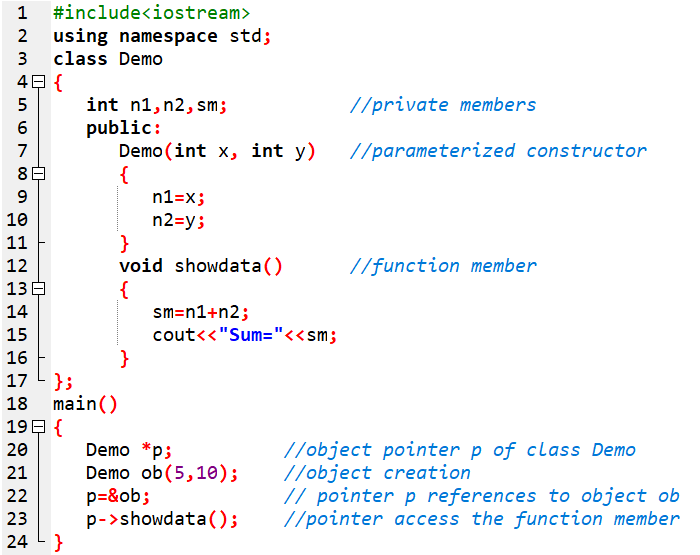 1 #include<iostream>
2 using namespace std;
3 class Demo
4 {
5 int n1,n2,sm; //private members
6 public:
7 Demo(int x, int y) //parameterized constructor
8 {
9 n1=x;
10 n2=y;
11 }
12 void showdata() //function member
13 {
14 sm=n1+n2;
15 cout<<"Sum="<<sm;
16 }
17 };
18 main()
19 {
20 Demo *p; //object pointer p of class Demo
21 Demo ob(5,10); //object creation
22 p=&ob; // pointer p references to object ob
23 p->showdata(); //pointer access the function member
24 }